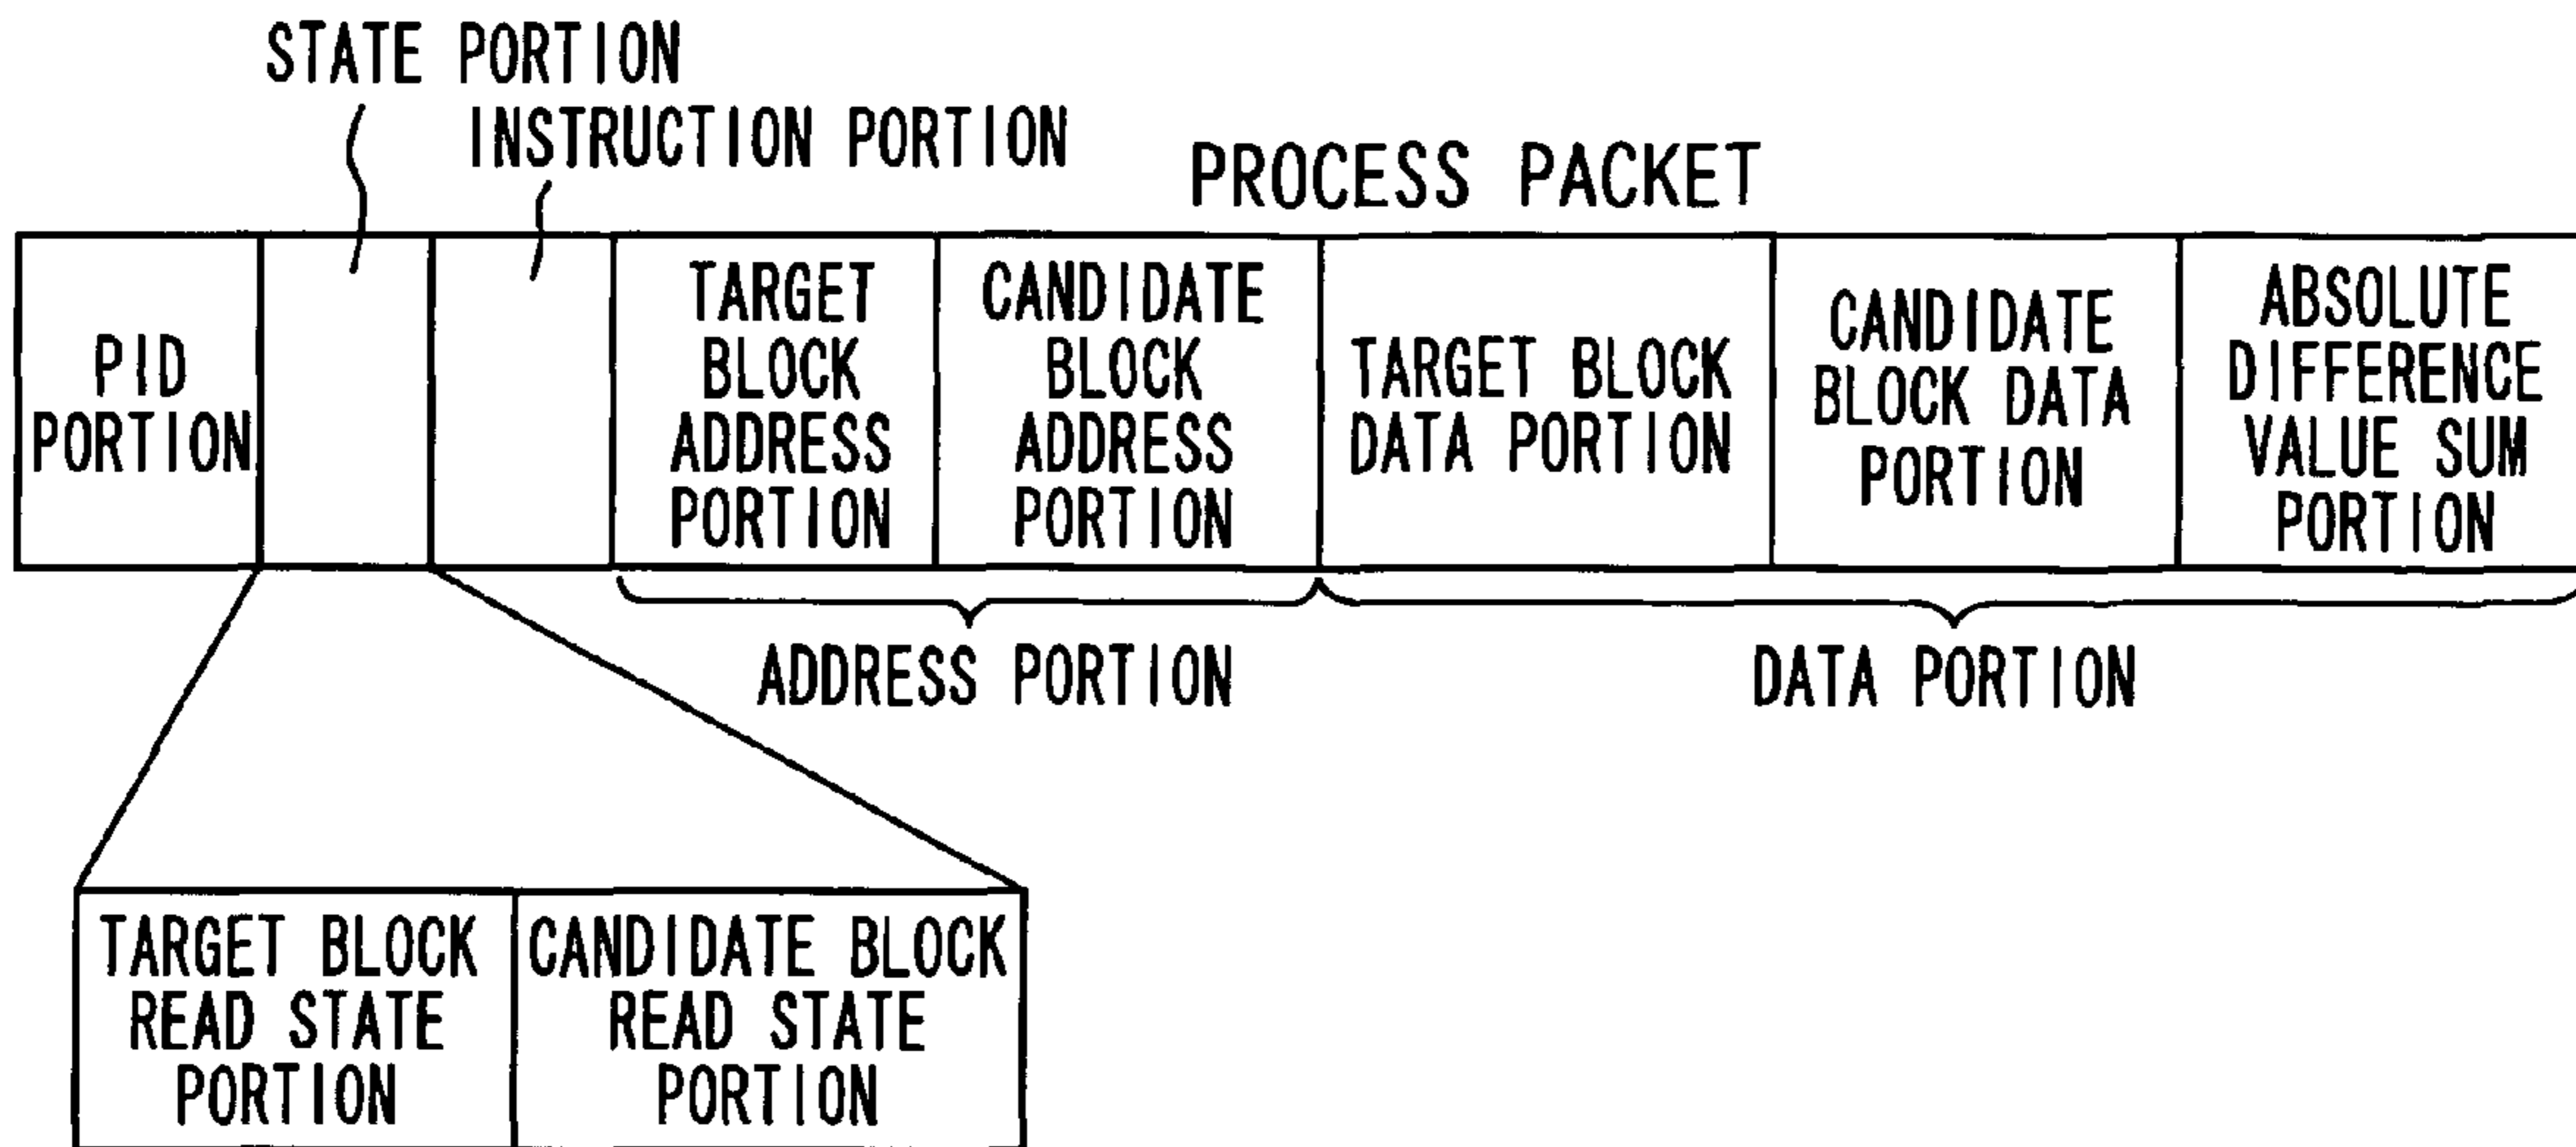 STATE PORTION
INSTRUCTION PORTION
PROCESS PACKET
PID
PORTION
TARGET
BLOCK
ADDRESS
PORTION
CANDIDATE
BLOCK
ADDRESS
PORTION
TARGET BLOCK
DATA PORTION
CANDIDATE
BLOCK DATA
PORTION
ABSOLUTE
DIFFERENCE
VALUE SUM
PORTION
ADDRESS PORTION
DATA PORTION
TARGET BLOCK
READ STATE
PORTION
CANDIDATE BLOCK
READ STATE
PORTION